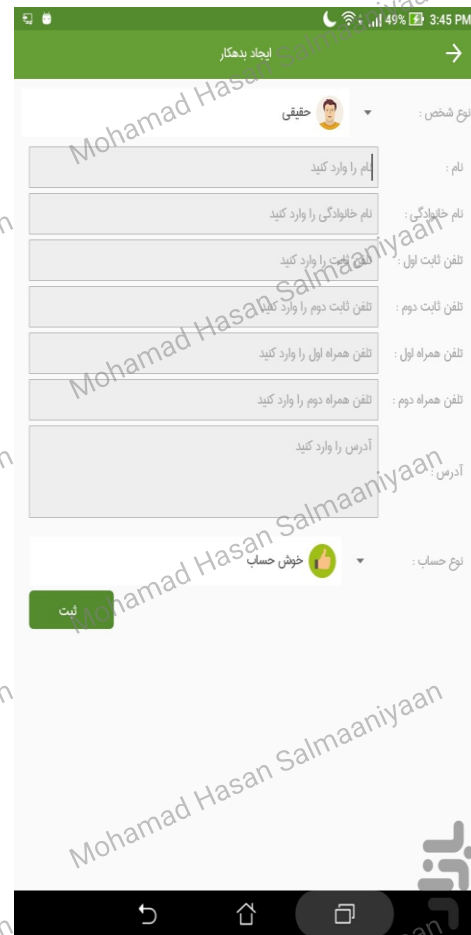 49% 3:45 PM
ایجاد بدهکار
نوع شخص : حقیقی
نام : نام را وارد کنید
نام خانوادگی : نام خانوادگی را وارد کنید
تلفن ثابت اول : تلفن ثابت را وارد کنید
تلفن ثابت دوم : تلفن ثابت دوم را وارد کنید
تلفن همراه اول : تلفن همراه اول را وارد کنید
تلفن همراه دوم : تلفن همراه دوم را وارد کنید
آدرس : آدرس را وارد کنید
نوع حساب : خوش حساب
ثبت
Mohamad Hasan Salmaaniyaan
Mohamad Hasan Salmaaniyaan
Mohamad Hasan Salmaaniyaan
Mohamad Hasan Salmaaniyaan
بازار